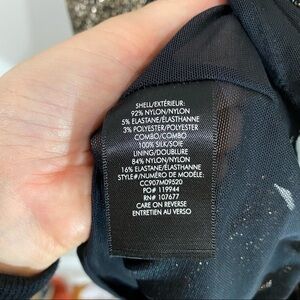 SHELL/EXTÉRIEUR:
92% NYLON/NYLON
5% ELASTANE/ÉLASTHANNE
3% POLYESTER/POLYESTER
COMBO/COMBO
100% SILK/SOIE
LINING/DOUBLURE
84% NYLON/NYLON
16% ELASTANE/ÉLASTHANNE
STYLE#/NUMÉRO DE MODÈLE:
CC907M09520
PO# 119944
RN# 107677
CARE ON REVERSE
ENTRETIEN AU VERSO